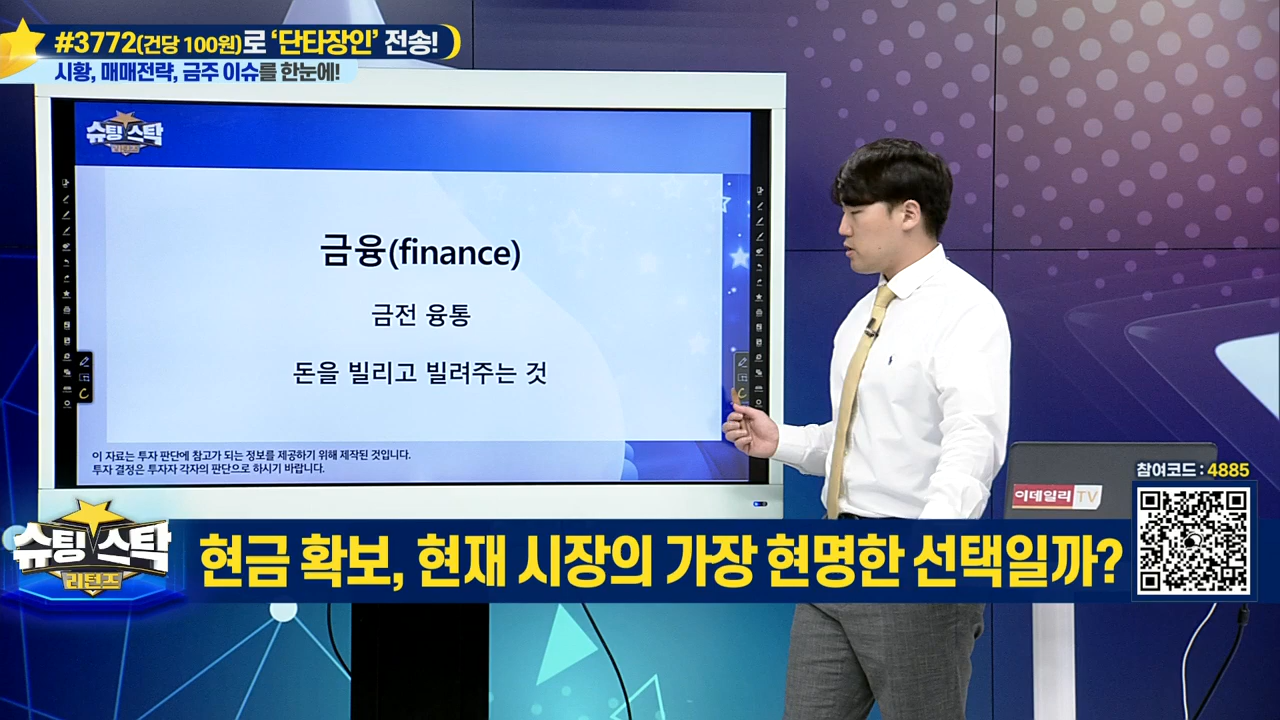 #3772(건당 100원)로 ‘단타장인’ 전송!
시황, 매매전략, 금주 이슈를 한눈에!
슈팅스탁
리턴즈
금융(finance)
금전 융통
돈을 빌리고 빌려주는 것
이 자료는 투자 판단에 참고가 되는 정보를 제공하기 위해 제작된 것입니다.
투자 결정은 투자자 각자의 판단으로 하시기 바랍니다.
참여코드 : 4885
이데일리TV
슈팅스탁
리턴즈
현금 확보, 현재 시장의 가장 현명한 선택일까?